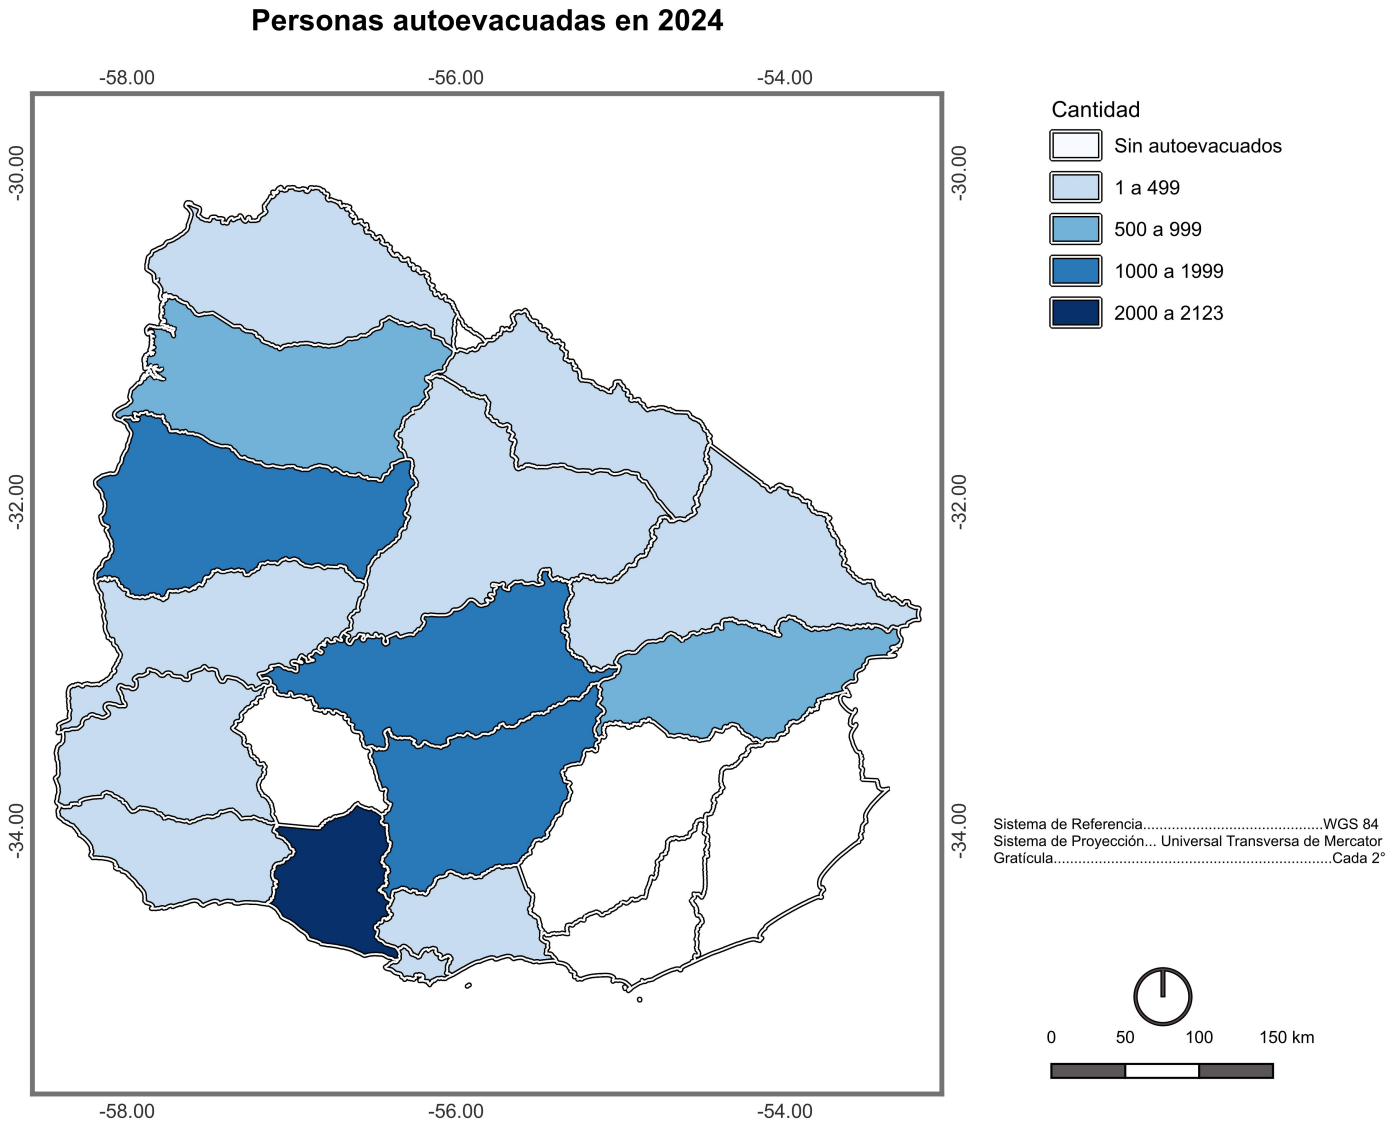 Personas autoevacuadas en 2024
-58.00 -56.00 -54.00
-30.00 -30.00
-32.00 -32.00
-34.00 -34.00
-58.00 -56.00 -54.00
Cantidad
Sin autoevacuados
1 a 499
500 a 999
1000 a 1999
2000 a 2123
Sistema de Referencia............................................WGS 84
Sistema de Proyección... Universal Transversa de Mercator
Gratícula....................................................................Cada 2°
0 50 100 150 km